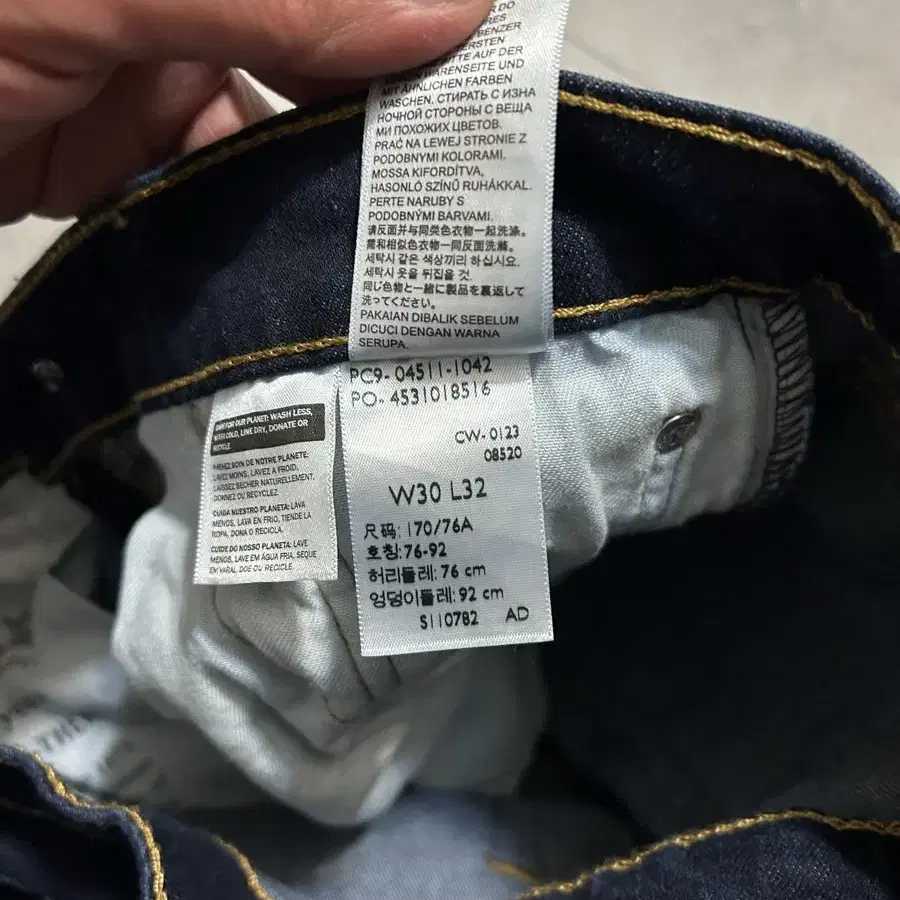 DO
BENZER
WARENSEITE UND
MIT ÄHNLICHEN FARBEN
WASCHEN. СТИРАТЬ С ИЗНА
НОЧНОЙ СТОРОНЫ С ВЕЩА
МИ ПОХОЖИХ ЦВЕТОВ.
PRAĆ NA LEWEJ STRONIE Z
PODOBNYMI KOLORAMI.
MOSSA KIFORDÍTVA,
HASONLÓ SZÍNŰ RUHÁKKAL.
PERTE NARUBY S
PODOBNÝMI BARVAMI.
请反面并与同类色衣物一起洗涤.
需和相似色衣物一同反面洗滌.
세탁시 같은 색상끼리 하십시요.
세탁시 옷을 뒤집을 것.
同じ色物と一緒に製品を裏返して
洗ってください。
PAKAIAN DIBALIK SEBELUM
DICUCI DENGAN WARNA
SERUPA.
PC9- 04511-1042
PO- 4531018516
CW- 0123
08520
W30 L32
尺码: 170/76A
호칭:76-92
허리둘레: 76 cm
엉덩이둘레: 92 cm
S110782 AD
CARE FOR OUR PLANET: WASH LESS,
WASH COLD, LINE DRY, DONATE OR
RECYCLE.
PRENEZ SOIN DE NOTRE PLANETE:
LAVEZ MOINS, LAVEZ A FROID,
LAISSEZ SECHER NATURELLEMENT,
DONNEZ OU RECYCLEZ
CUIDA NUESTRO PLANETA: LAVA
MENOS, LAVA EN FRIO, TIENDE LA
ROPA, DONA O RECICLA.
CUIDE DO NOSSO PLANETA: LAVE
MENOS, LAVE EM ÁGUA FRIA, SEQUE
EM VARAL, DOE OU RECICLE.